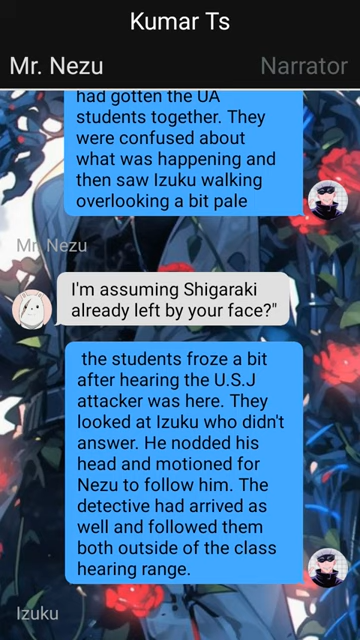 Kumar Ts
Mr. Nezu
Narrator
had gotten the UA
students together. They
were confused about
what was happening and
then saw Izuku walking
overlooking a bit pale
Mr. Nezu
I'm assuming Shigaraki
already left by your face?"
the students froze a bit
after hearing the U.S.J
attacker was here. They
looked at Izuku who didn't
answer. He nodded his
head and motioned for
Nezu to follow him. The
detective had arrived as
well and followed them
both outside of the class
hearing range.
Izuku